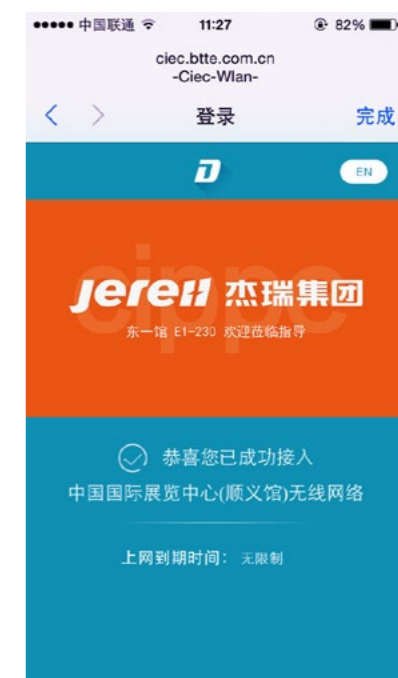 中国联通 11:27 82%
ciec.btte.com.cn
-Ciec-Wlan-
登录 完成
EN
cippe
Jereh 杰瑞集团
东一馆 E1-230 欢迎莅临指导
恭喜您已成功接入
中国国际展览中心(顺义馆)无线网络
上网到期时间: 无限制